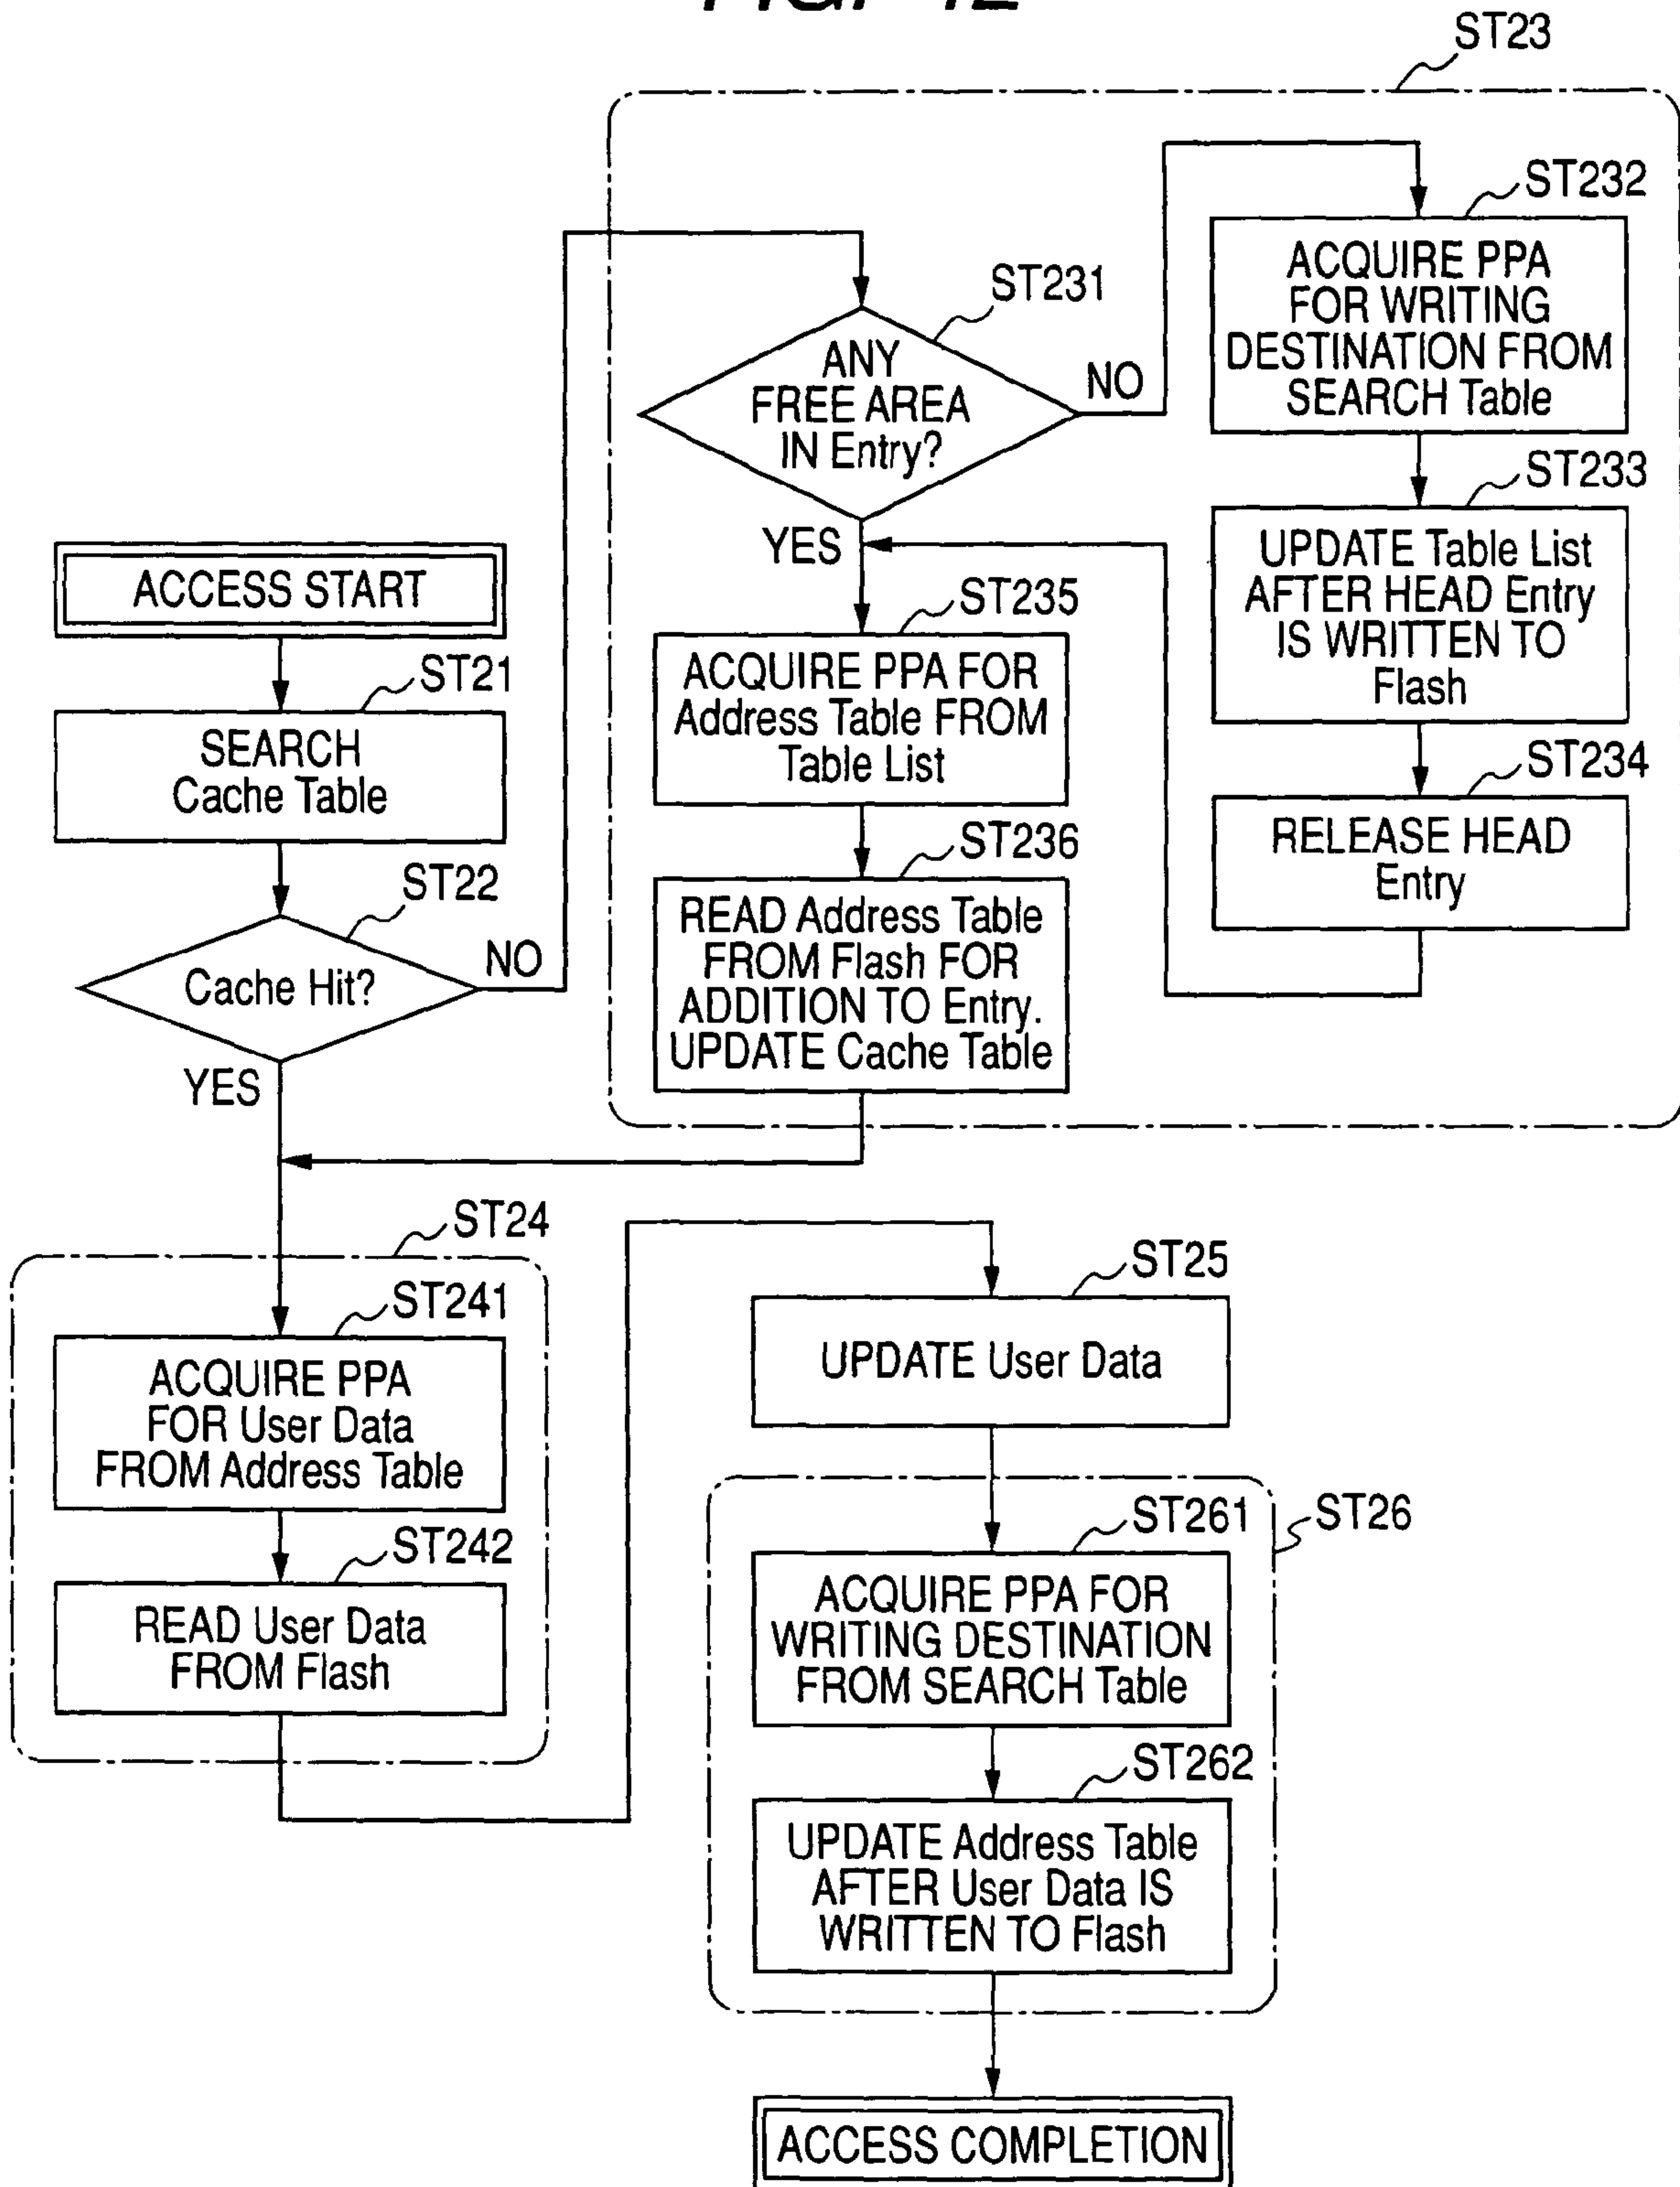 ST23
ST232
ACQUIRE PPA
FOR WRITING
DESTINATION FROM
SEARCH Table
ST231
ANY
FREE AREA
IN Entry?
NO
YES
ST233
UPDATE Table List
AFTER HEAD Entry
IS WRITTEN TO
Flash
ST234
RELEASE HEAD
Entry
ST235
ACQUIRE PPA FOR
Address Table FROM
Table List
ST236
READ Address Table
FROM Flash FOR
ADDITION TO Entry.
UPDATE Cache Table
ACCESS START
ST21
SEARCH
Cache Table
ST22
Cache Hit?
NO
YES
ST24
ST241
ACQUIRE PPA
FOR User Data
FROM Address Table
ST242
READ User Data
FROM Flash
ST25
UPDATE User Data
ST26
ST261
ACQUIRE PPA FOR
WRITING DESTINATION
FROM SEARCH Table
ST262
UPDATE Address Table
AFTER User Data IS
WRITTEN TO Flash
ACCESS COMPLETION